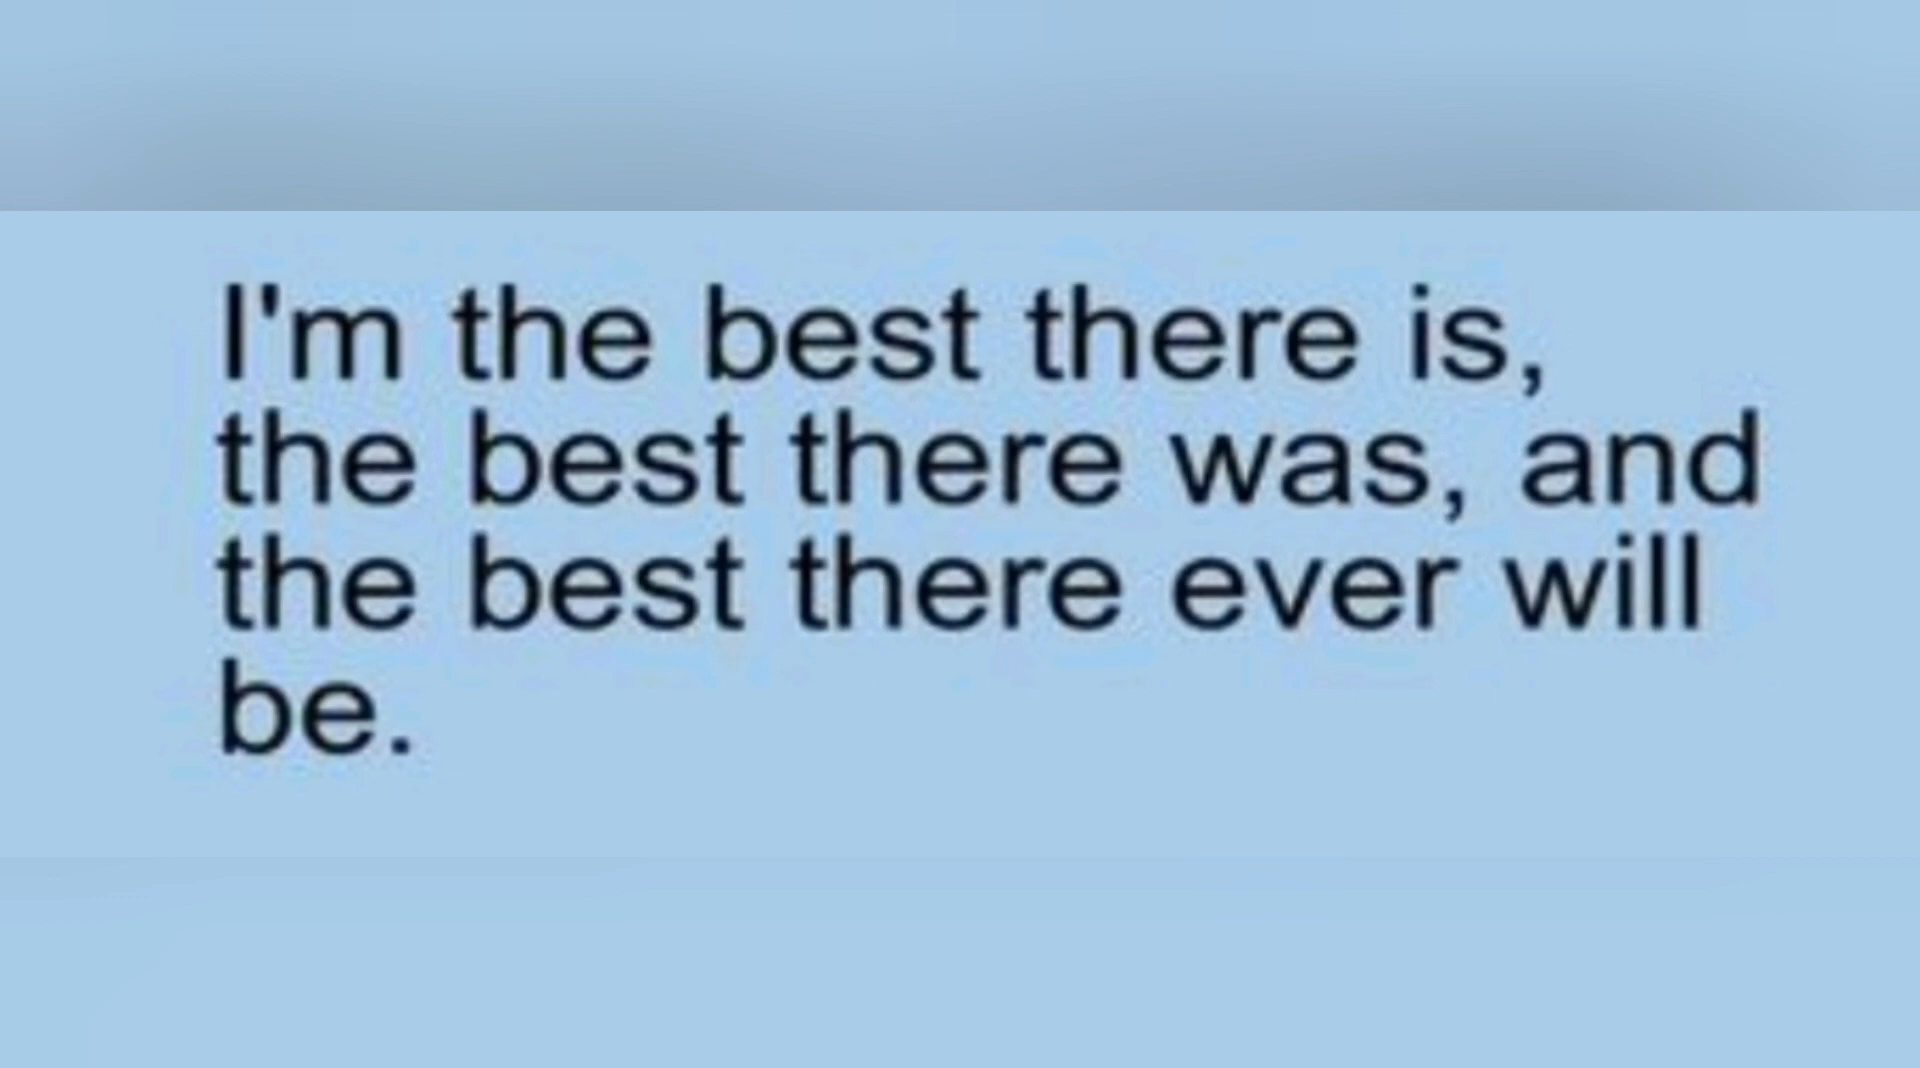 I'm the best there is,
the best there was, and
the best there ever will
be.